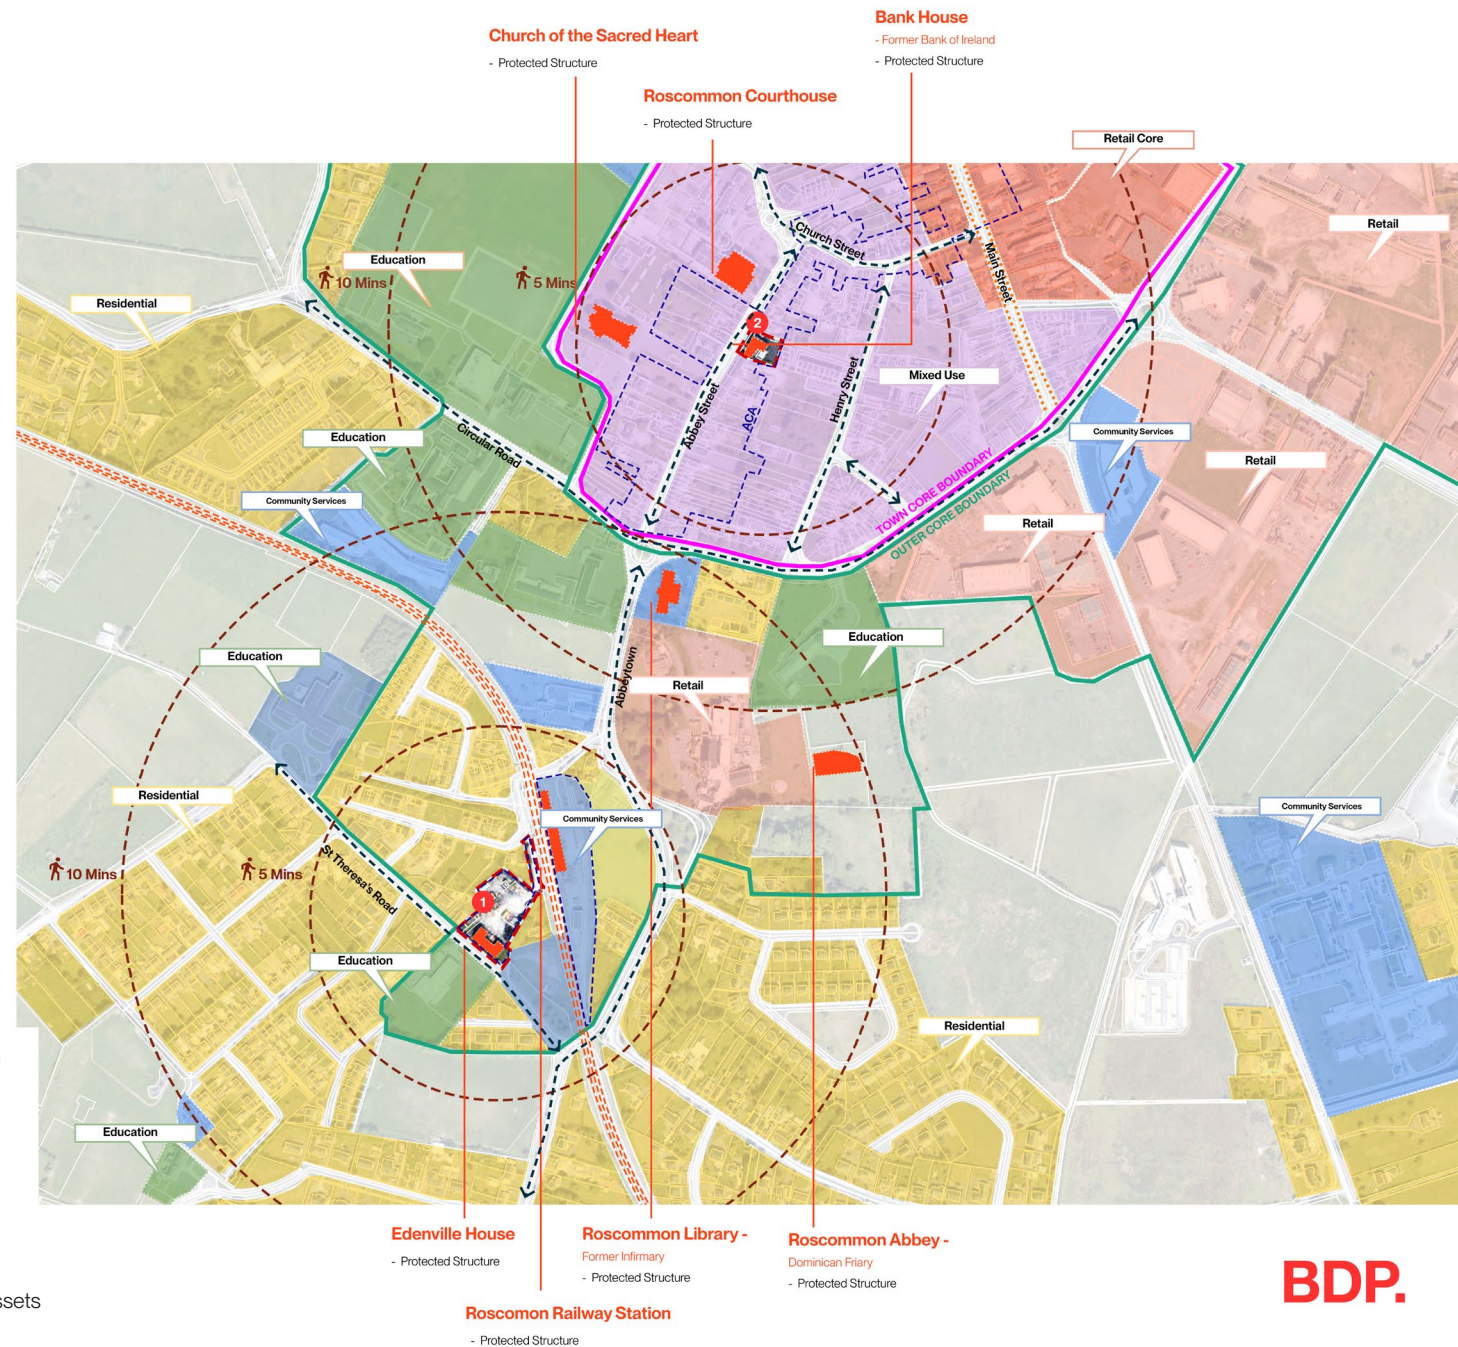 Bank House
- Former Bank of Ireland
- Protected Structure
Church of the Sacred Heart
- Protected Structure
Roscommon Courthouse
- Protected Structure
Retail Core
Retail
Church Street
Education
Main Street
10 Mins
5 Mins
Residential
2
Mixed Use
Abbey Street
ACA
Henry Street
Circular Road
Education
Community Services
Retail
TOWN CORE BOUNDARY
OUTER CORE BOUNDARY
Community Services
Retail
Education
Education
Abbeytown
Retail
Residential
Community Services
Community Services
St Theresa's Road
10 Mins
5 Mins
1
Education
Residential
Education
Edenville House
- Protected Structure
Roscommon Library -
Former Infirmary
- Protected Structure
Roscommon Abbey -
Dominican Friary
- Protected Structure
BDP.
ssets
Roscomon Railway Station
- Protected Structure